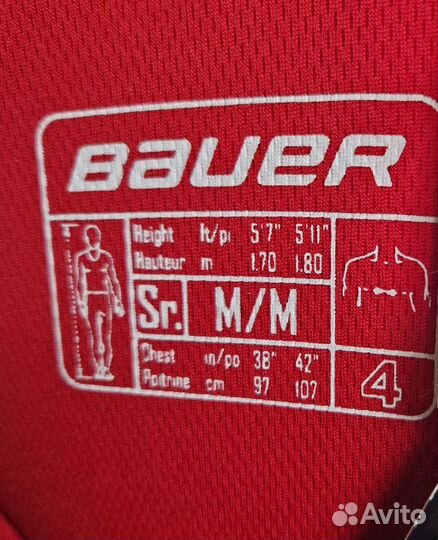 BAUER
Height ft/pi 5'7" 5'11"
Hauteur m 1.70 1.80
Sr. M/M
Chest in/po 38" 42"
Poitrine cm 97 107
4
Avito